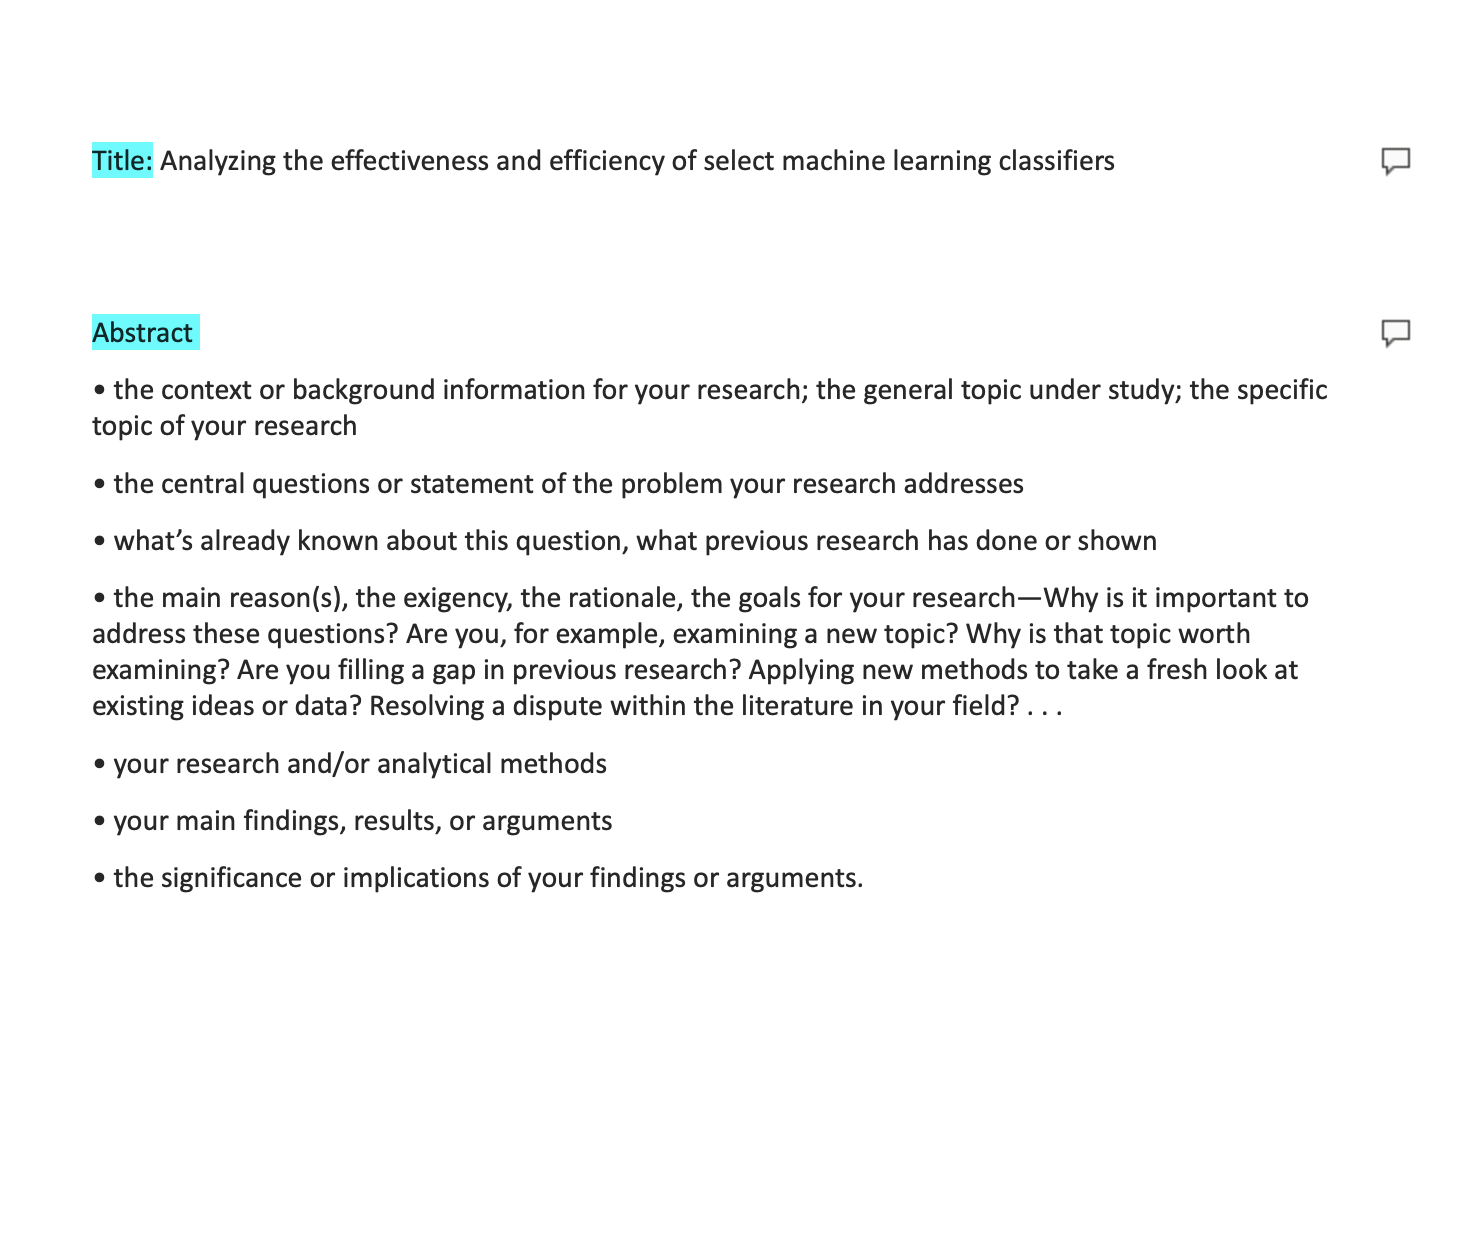 Title: Analyzing the effectiveness and efficiency of select machine learning classifiers
Abstract
• the context or background information for your research; the general topic under study; the specific
topic of your research
• the central questions or statement of the problem your research addresses
• what’s already known about this question, what previous research has done or shown
• the main reason(s), the exigency, the rationale, the goals for your research—Why is it important to
address these questions? Are you, for example, examining a new topic? Why is that topic worth
examining? Are you filling a gap in previous research? Applying new methods to take a fresh look at
existing ideas or data? Resolving a dispute within the literature in your field? . . .
• your research and/or analytical methods
• your main findings, results, or arguments
• the significance or implications of your findings or arguments.